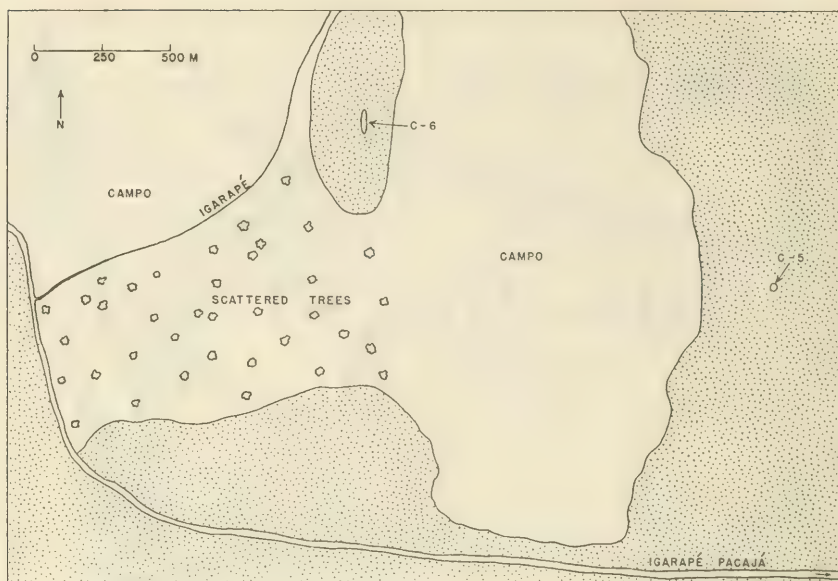 0 250 500 M
N
C-6
CAMPO
IGARAPÉ
CAMPO
C-5
SCATTERED TREES
IGARAPÉ PACAJÁ